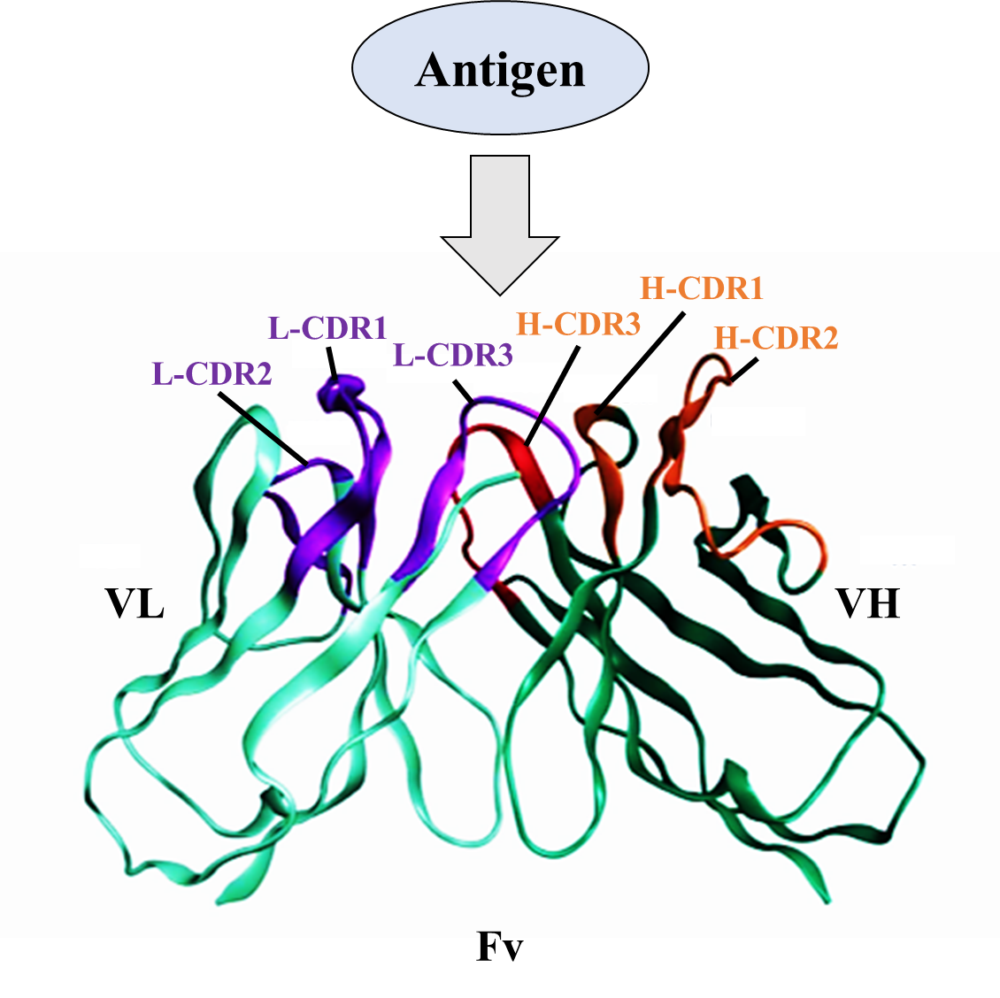 Antigen
H-CDR1
H-CDR3
L-CDR1
H-CDR2
L-CDR3
L-CDR2
VL
VH
Fv